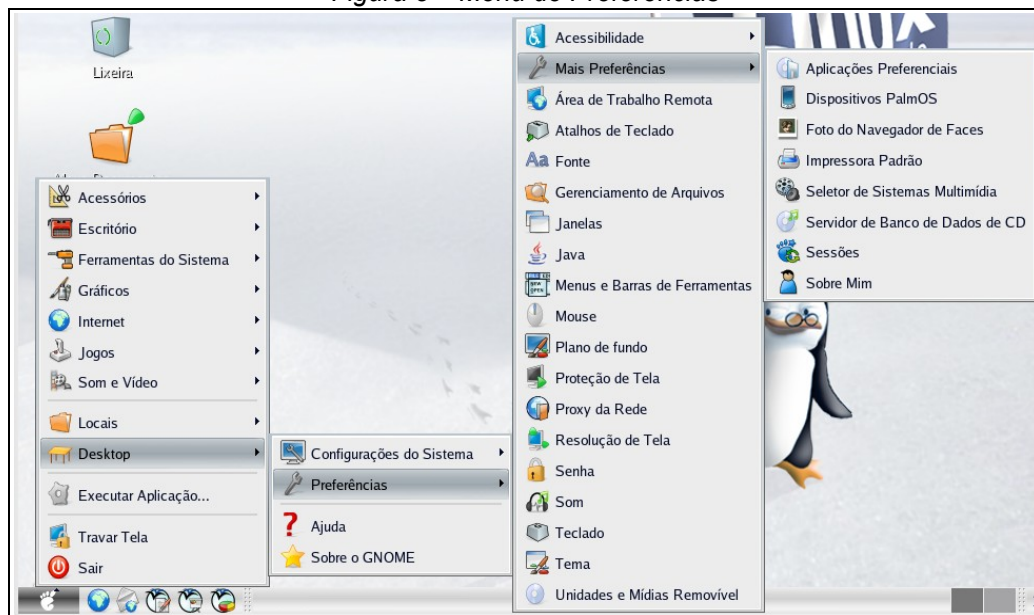 Figura 5 – Menu de Preferências
Lixeira
Acessórios
Escritório
Ferramentas do Sistema
Gráficos
Internet
Jogos
Som e Vídeo
Locais
Desktop
Executar Aplicação...
Travar Tela
Sair
Configurações do Sistema
Preferências
Ajuda
Sobre o GNOME
Acessibilidade
Mais Preferências
Área de Trabalho Remota
Atalhos de Teclado
Fonte
Gerenciamento de Arquivos
Janelas
Java
Menus e Barras de Ferramentas
Mouse
Plano de fundo
Proteção de Tela
Proxy da Rede
Resolução de Tela
Senha
Som
Teclado
Tema
Unidades e Mídias Removível
Aplicações Preferenciais
Dispositivos PalmOS
Foto do Navegador de Faces
Impressora Padrão
Seletor de Sistemas Multimídia
Servidor de Banco de Dados de CD
Sessões
Sobre Mim